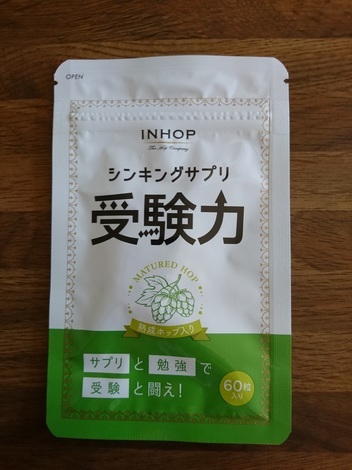 OPEN
INHOP
The Hop Company
シンキングサプリ
受験力
MATURED HOP
熟成ホップ入り
サプリ と 勉強 で
受験 と闘え!
60粒
入り